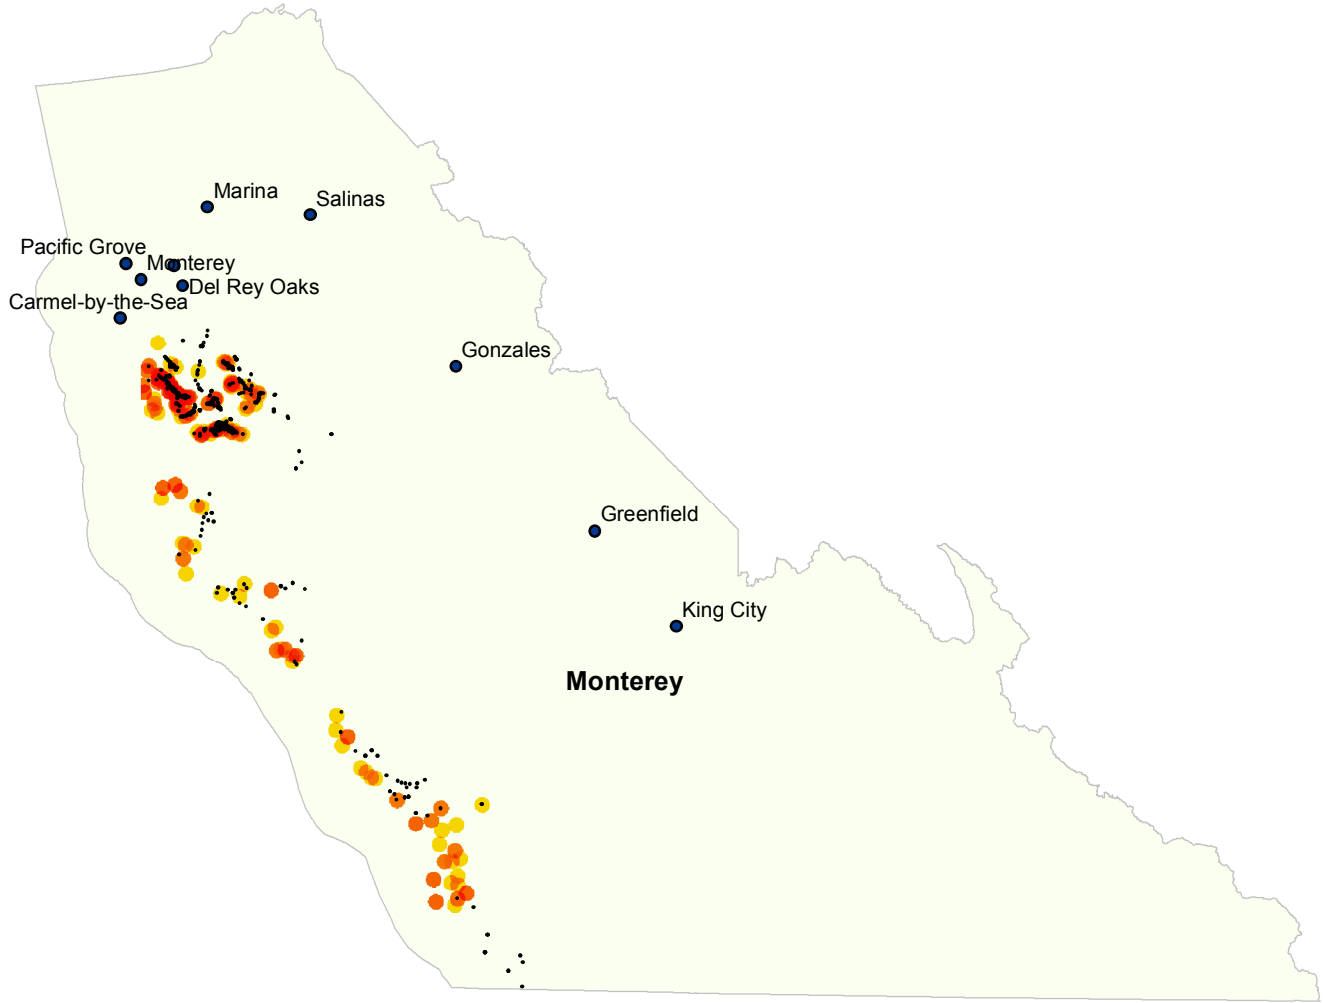 Marina
Salinas
Pacific Grove
Monterey
Del Rey Oaks
Carmel-by-the-Sea
Gonzales
Greenfield
King City
Monterey